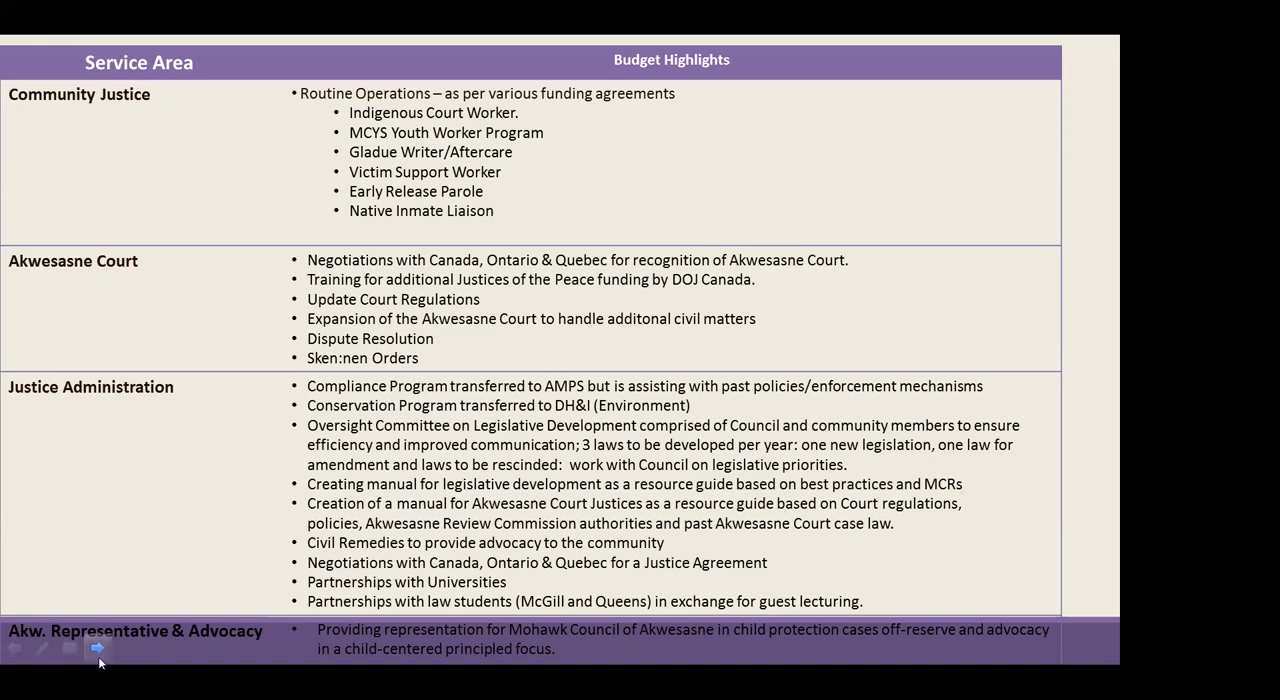 Service Area
Budget Highlights
Community Justice
• Routine Operations – as per various funding agreements
• Indigenous Court Worker.
• MCYS Youth Worker Program
• Gladue Writer/Aftercare
• Victim Support Worker
• Early Release Parole
• Native Inmate Liaison
Akwesasne Court
• Negotiations with Canada, Ontario & Quebec for recognition of Akwesasne Court.
• Training for additional Justices of the Peace funding by DOJ Canada.
• Update Court Regulations
• Expansion of the Akwesasne Court to handle additonal civil matters
• Dispute Resolution
• Sken:nen Orders
Justice Administration
• Compliance Program transferred to AMPS but is assisting with past policies/enforcement mechanisms
• Conservation Program transferred to DH&I (Environment)
• Oversight Committee on Legislative Development comprised of Council and community members to ensure
efficiency and improved communication; 3 laws to be developed per year: one new legislation, one law for
amendment and laws to be rescinded: work with Council on legislative priorities.
• Creating manual for legislative development as a resource guide based on best practices and MCRs
• Creation of a manual for Akwesasne Court Justices as a resource guide based on Court regulations,
policies, Akwesasne Review Commission authorities and past Akwesasne Court case law.
• Civil Remedies to provide advocacy to the community
• Negotiations with Canada, Ontario & Quebec for a Justice Agreement
• Partnerships with Universities
• Partnerships with law students (McGill and Queens) in exchange for guest lecturing.
Akw. Representative & Advocacy
• Providing representation for Mohawk Council of Akwesasne in child protection cases off-reserve and advocacy
in a child-centered principled focus.